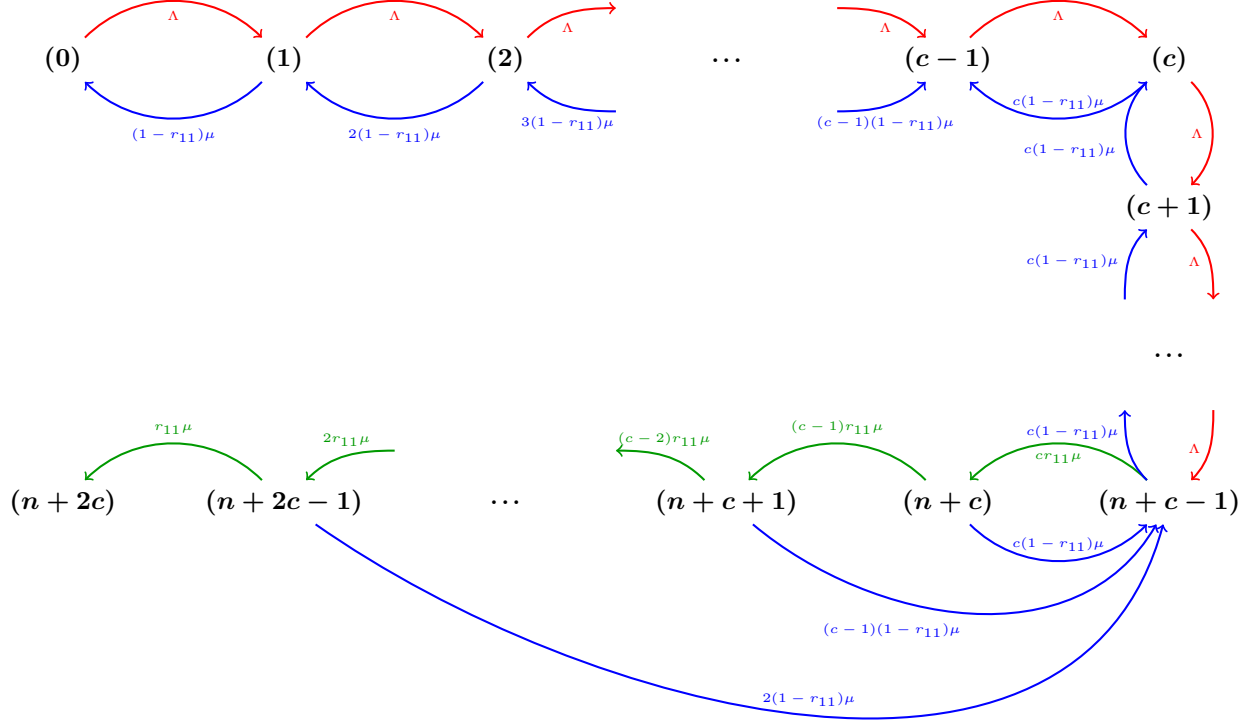 Λ Λ Λ Λ Λ
(0) (1) (2) ⋯ (c − 1) (c)
(1 − r₁₁)μ 2(1 − r₁₁)μ 3(1 − r₁₁)μ (c − 1)(1 − r₁₁)μ c(1 − r₁₁)μ
c(1 − r₁₁)μ Λ
(c + 1)
c(1 − r₁₁)μ Λ
⋯
r₁₁μ 2r₁₁μ (c − 2)r₁₁μ (c − 1)r₁₁μ c(1 − r₁₁)μ
cr₁₁μ Λ
(n + 2c) (n + 2c − 1) ⋯ (n + c + 1) (n + c) (n + c − 1)
c(1 − r₁₁)μ
(c − 1)(1 − r₁₁)μ
2(1 − r₁₁)μ